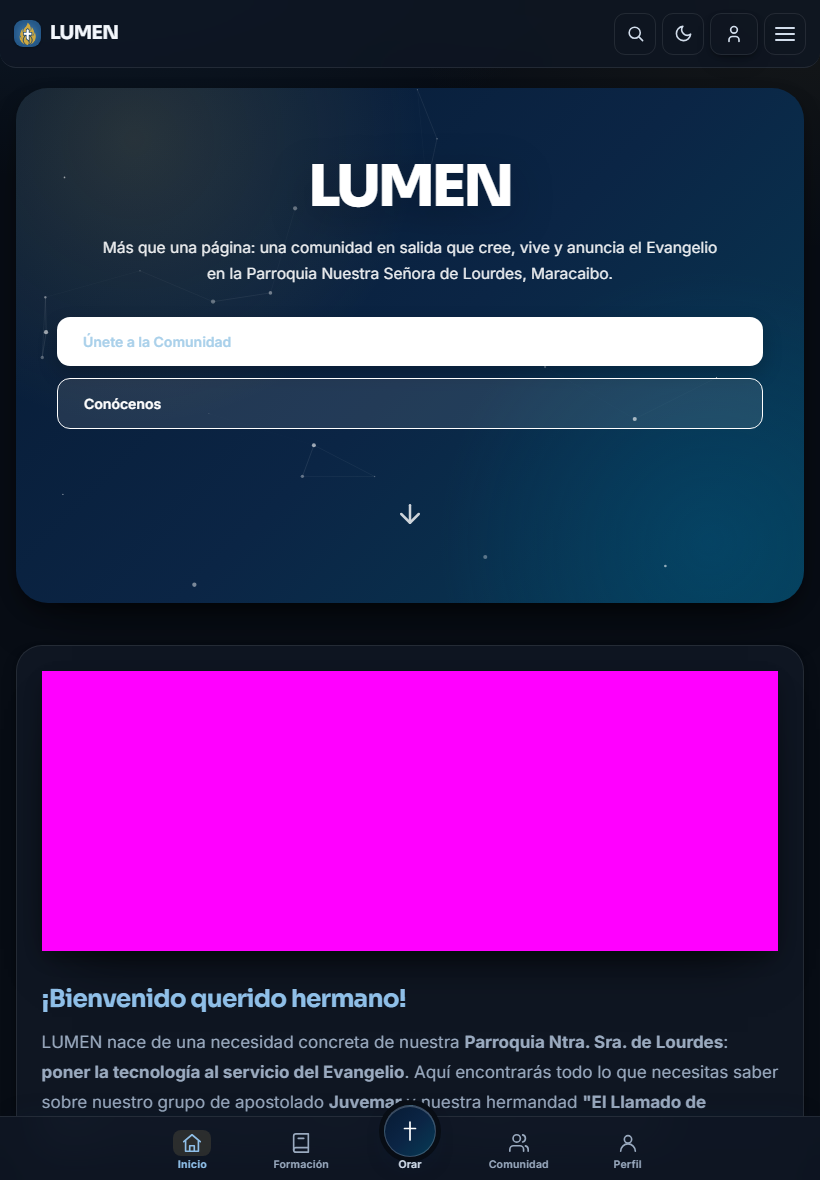 LUMEN
LUMEN
Más que una página: una comunidad en salida que cree, vive y anuncia el Evangelio
en la Parroquia Nuestra Señora de Lourdes, Maracaibo.
Únete a la Comunidad
Conócenos
¡Bienvenido querido hermano!
LUMEN nace de una necesidad concreta de nuestra Parroquia Ntra. Sra. de Lourdes:
poner la tecnología al servicio del Evangelio. Aquí encontrarás todo lo que necesitas saber
sobre nuestro grupo de apostolado Juvemar y nuestra hermandad "El Llamado de
Inicio
Formación
Orar
Comunidad
Perfil